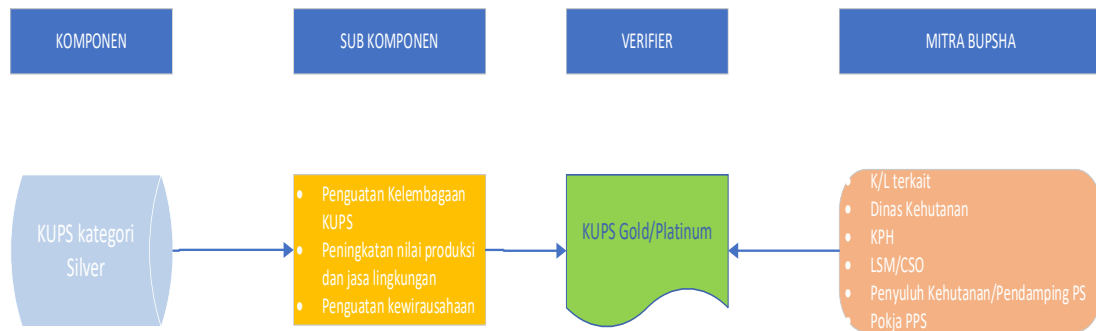 KOMPONEN
SUB KOMPONEN
VERIFIER
MITRA BUPSHA
KUPS kategori
Silver
• Penguatan Kelembagaan
KUPS
• Peningkatan nilai produksi
dan jasa lingkungan
• Penguatan kewirausahaan
KUPS Gold/Platinum
• K/L terkait
• Dinas Kehutanan
• KPH
• LSM/CSO
• Penyuluh Kehutanan/Pendamping PS
• Pokja PPS